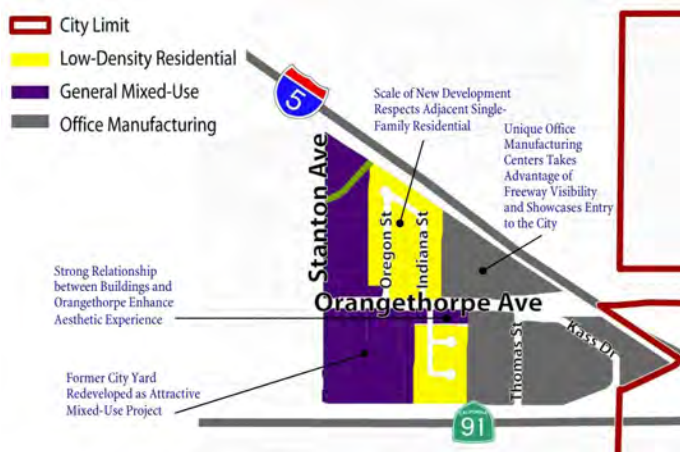 City Limit
Low-Density Residential
General Mixed-Use
Office Manufacturing
5
Scale of New Development
Respects Adjacent Single-
Family Residential
Unique Office
Manufacturing
Centers Takes
Advantage of
Freeway Visibility
and Showcases Entry
to the City
Stanton Ave
Oregon St
Indiana St
Strong Relationship
between Buildings and
Orangethorpe Enhance
Aesthetic Experience
Orangethorpe Ave
Thomas St
Kass Dr
Former City Yard
Redeveloped as Attractive
Mixed-Use Project
CALIFORNIA
91